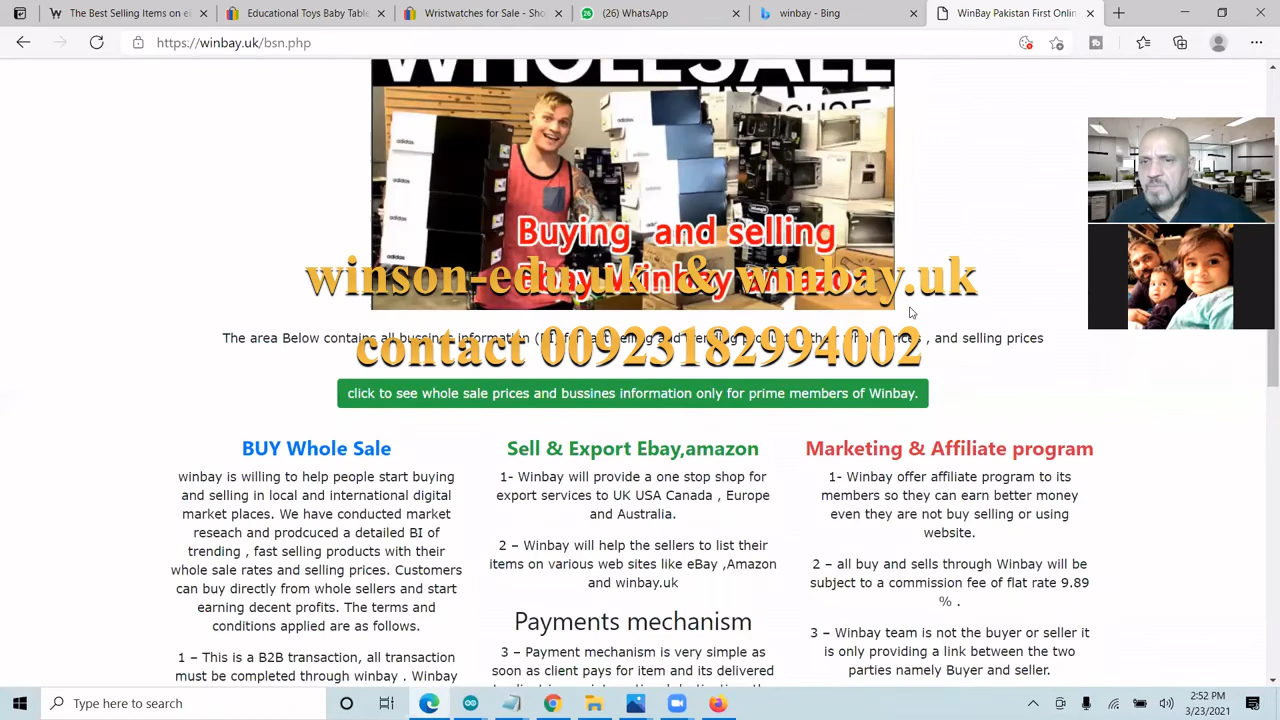 The Best Selling Items on e
Educational Toys Baby Table
Wristwatches for Sale - Sho
(26) WhatsApp
winbay - Bing
WinBay Pakistan First Onlin
https://winbay.uk/bsn.php
WHOLESALE
adidas
adidas
adidas
adidas
Buying and selling
winson-edu.uk & winbay.uk
The area Below contains all bussines information
, and selling prices
contact 00923182994002
click to see whole sale prices and bussines information only for prime members of Winbay.
BUY Whole Sale
winbay is willing to help people start buying
and selling in local and international digital
market places. We have conducted market
reseach and prodcuced a detailed BI of
trending , fast selling products with their
whole sale rates and selling prices. Customers
can buy directly from whole sellers and start
earning decent profits. The terms and
conditions applied are as follows.
1 – This is a B2B transaction, all transaction
must be completed through winbay . Winbay
Sell & Export Ebay,amazon
1- Winbay will provide a one stop shop for
export services to UK USA Canada , Europe
and Australia.
2 – Winbay will help the sellers to list their
items on various web sites like eBay ,Amazon
and winbay.uk
Payments mechanism
3 – Payment mechanism is very simple as
soon as client pays for item and its delivered
Marketing & Affiliate program
1- Winbay offer affiliate program to its
members so they can earn better money
even they are not buy selling or using
website.
2 – all buy and sells through Winbay will be
subject to a commission fee of flat rate 9.89
% .
3 – Winbay team is not the buyer or seller it
is only providing a link between the two
parties namely Buyer and seller.
Type here to search
2:52 PM
3/23/2021